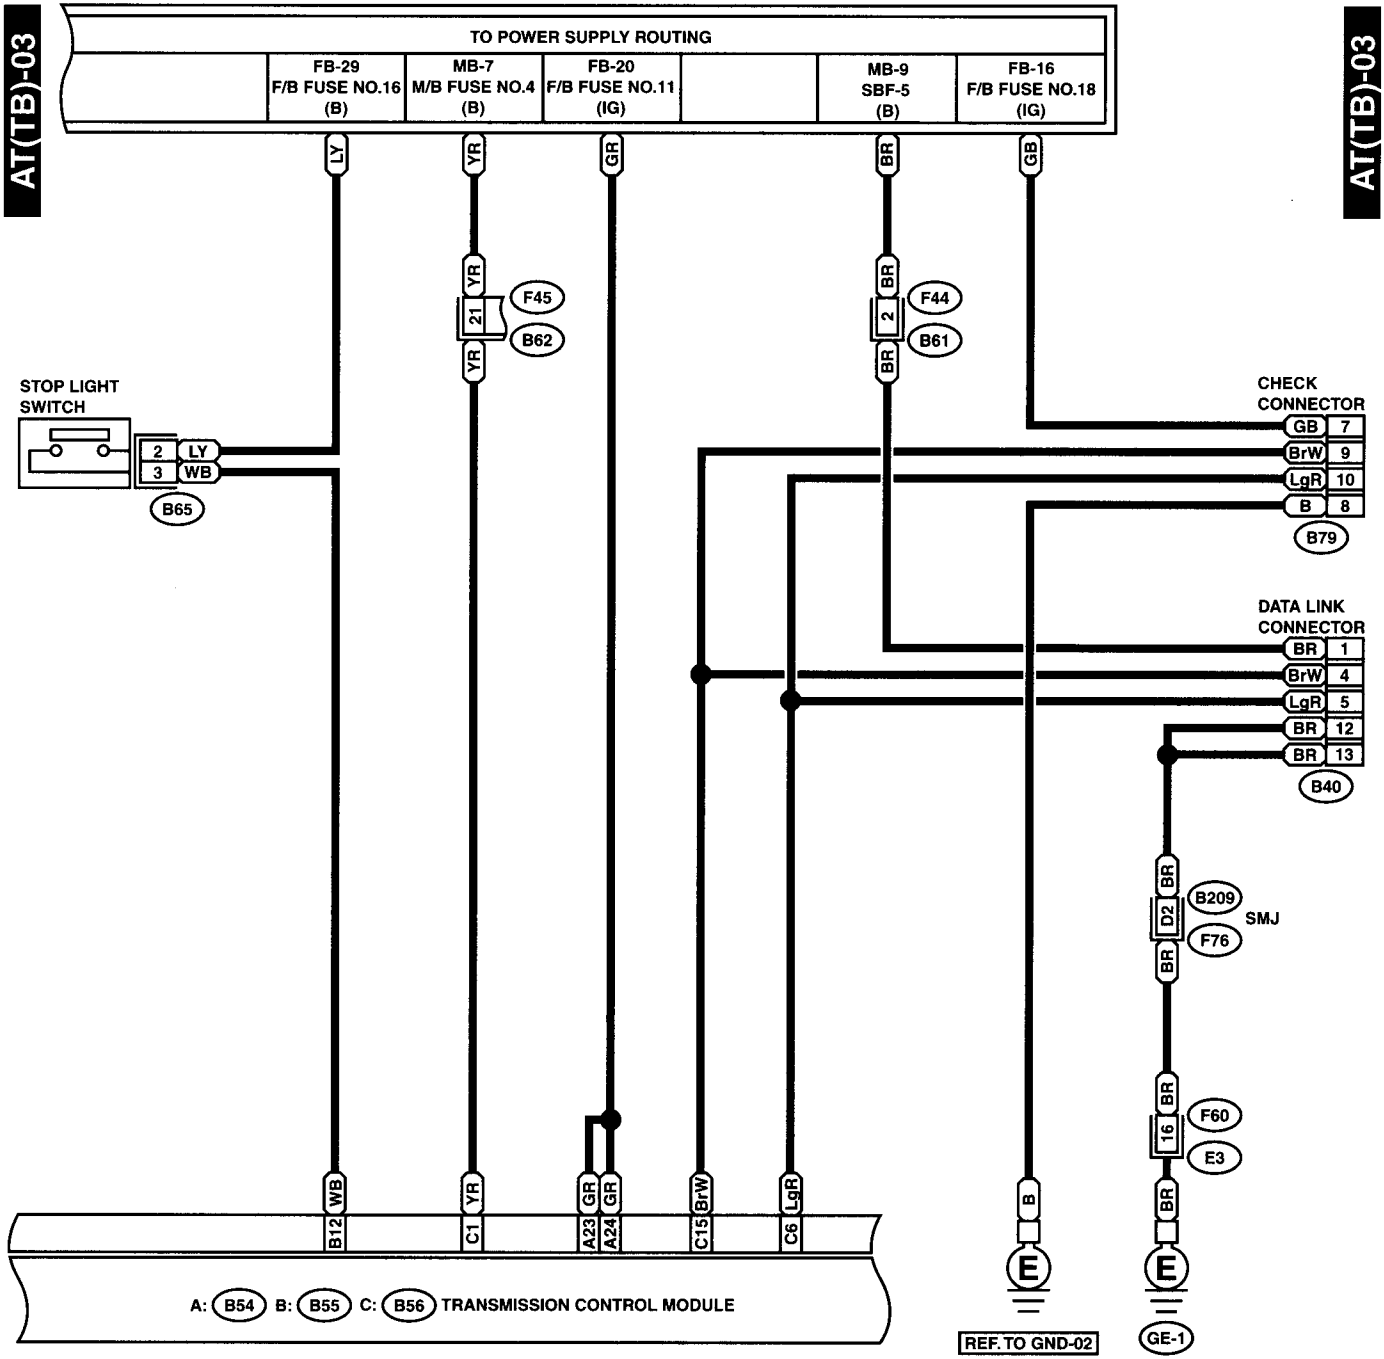 AT(TB)-03
AT(TB)-03
TO POWER SUPPLY ROUTING
FB-29
F/B FUSE NO.16
(B)
MB-7
M/B FUSE NO.4
(B)
FB-20
F/B FUSE NO.11
(IG)
MB-9
SBF-5
(B)
FB-16
F/B FUSE NO.18
(IG)
LY
YR
GR
BR
GB
YR
21
YR
F45
B62
BR
2
BR
F44
B61
STOP LIGHT
SWITCH
2 LY
3 WB
B65
CHECK
CONNECTOR
GB 7
BrW 9
LgR 10
B 8
B79
DATA LINK
CONNECTOR
BR 1
BrW 4
LgR 5
BR 12
BR 13
B40
BR
D2
BR
B209
F76
SMJ
BR
16
BR
F60
E3
WB
YR
GR
GR
BrW
LgR
B
B12
C1
A23
A24
C15
C6
E
E
A: B54 B: B55 C: B56 TRANSMISSION CONTROL MODULE
REF. TO GND-02
GE-1